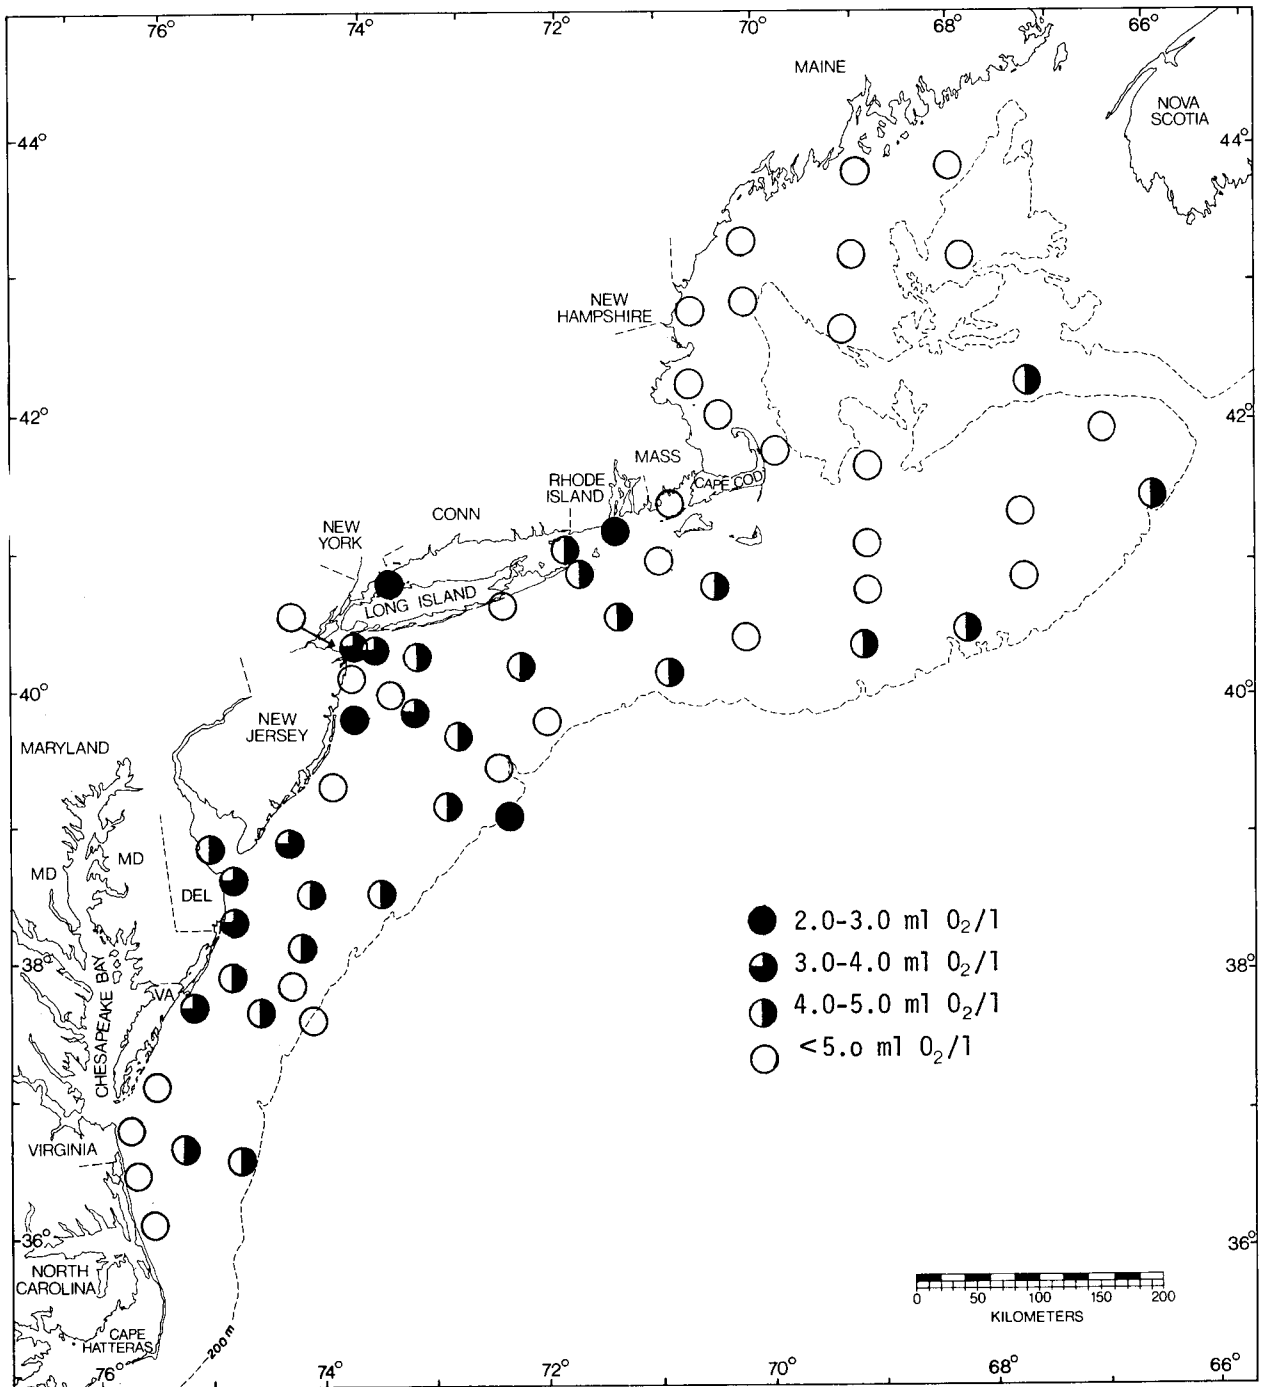 76° 74° 72° 70° 68° 66°
MAINE
NOVA
SCOTIA
44° 44°
NEW
HAMPSHIRE
42° 42°
MASS
CAPE COD
RHODE
ISLAND
CONN
NEW
YORK
LONG ISLAND
40° 40°
NEW
JERSEY
MARYLAND
MD
MD
DEL
2.0-3.0 ml O₂/l
3.0-4.0 ml O₂/l
4.0-5.0 ml O₂/l
<5.o ml O₂/l
38° 38°
CHESAPEAKE BAY
VA
VIRGINIA
36° 36°
NORTH
CAROLINA
CAPE
HATTERAS
200 m
0 50 100 150 200
KILOMETERS
76° 74° 72° 70° 68° 66°